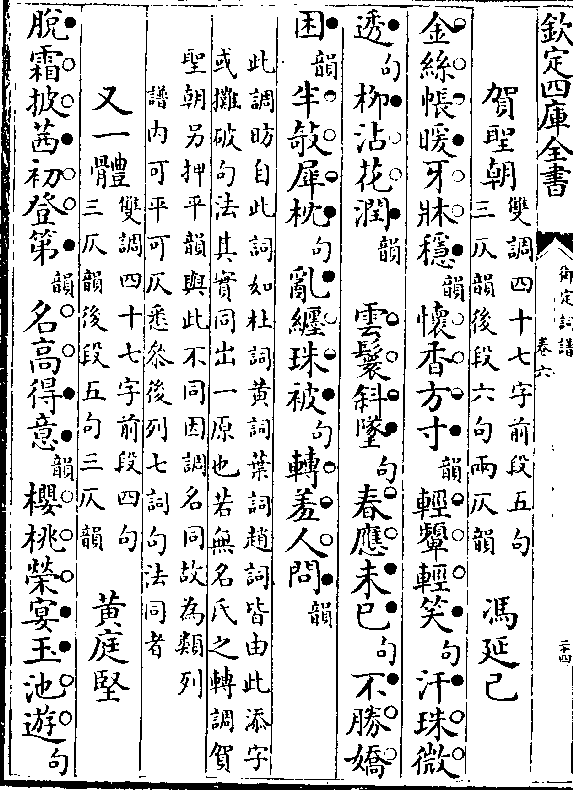 欽定四庫全書
御定詞譜
卷六
二十四
賀聖朝
雙調四十七字前段五句
三仄韻後段六句兩仄韻
馮延己
金絲帳暖牙牀穩韻懷香方寸韻輕顰輕笑句汗珠微
透句柳沾花潤韻 雲鬟斜墜句春應未已句不勝嬌
困韻半敧犀枕句亂纏珠被句轉羞人問韻
此調昉自此詞如杜詞黄詞葉詞趙詞皆由此添字
或攤破句法其實同出一原也若無名氏之轉調賀
聖朝另押平韻與此不同因調名同故為類列
譜内可平可仄悉叅後列七詞句法同者
又一體
雙調四十七字前段四句
三仄韻後段五句三仄韻
黄庭堅
脫霜披茜初登第韻名高得意韻櫻桃榮宴玉池遊句